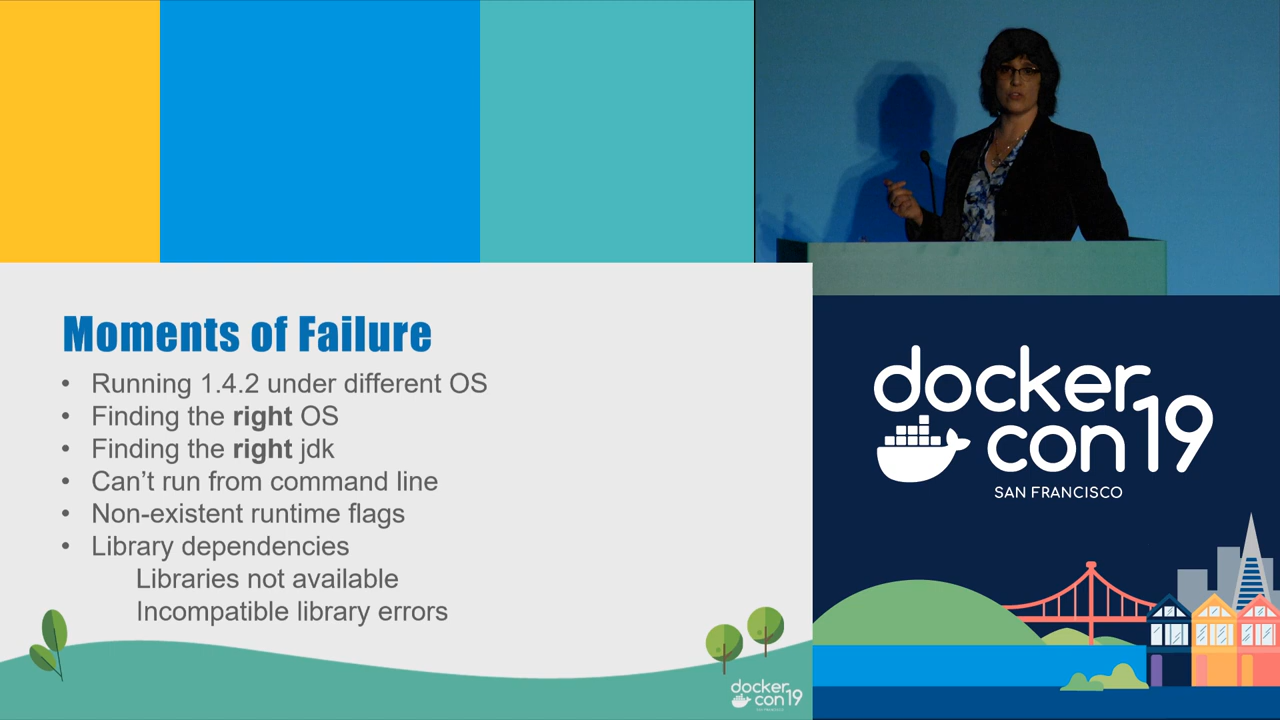 Moments of Failure
• Running 1.4.2 under different OS
• Finding the right OS
• Finding the right jdk
• Can’t run from command line
• Non-existent runtime flags
• Library dependencies
Libraries not available
Incompatible library errors
docker
con19
SAN FRANCISCO
docker
con19
SAN FRANCISCO